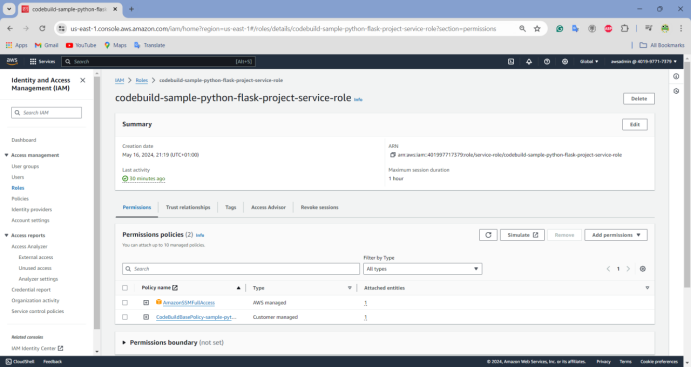 codebuild-sample-python-flask
us-east-1.console.aws.amazon.com/iam/home?region=us-east-1#/roles/details/codebuild-sample-python-flask-project-service-role?section=permissions
Apps
Gmail
YouTube
Maps
Translate
All Bookmarks
aws
Services
Search
[Alt+S]
Global
awsadmin @ 4019-9771-7379
Identity and Access Management (IAM)
Search IAM
Dashboard
Access management
User groups
Users
Roles
Policies
Identity providers
Account settings
Access reports
Access Analyzer
External access
Unused access
Analyzer settings
Credential report
Organization activity
Service control policies
Related consoles
IAM Identity Center
IAM > Roles > codebuild-sample-python-flask-project-service-role
codebuild-sample-python-flask-project-service-role Info
Delete
Summary
Edit
Creation date
May 16, 2024, 21:19 (UTC+01:00)
ARN
arn:aws:iam::401997717379:role/service-role/codebuild-sample-python-flask-project-service-role
Last activity
30 minutes ago
Maximum session duration
1 hour
Permissions
Trust relationships
Tags
Access Advisor
Revoke sessions
Permissions policies (2) Info
You can attach up to 10 managed policies.
Simulate
Remove
Add permissions
Filter by Type
Search
All types
1
Policy name
Type
Attached entities
AmazonSSMFullAccess
AWS managed
1
CodeBuildBasePolicy-sample-pyt...
Customer managed
1
Permissions boundary (not set)
CloudShell
Feedback
© 2024, Amazon Web Services, Inc. or its affiliates.
Privacy
Terms
Cookie preferences